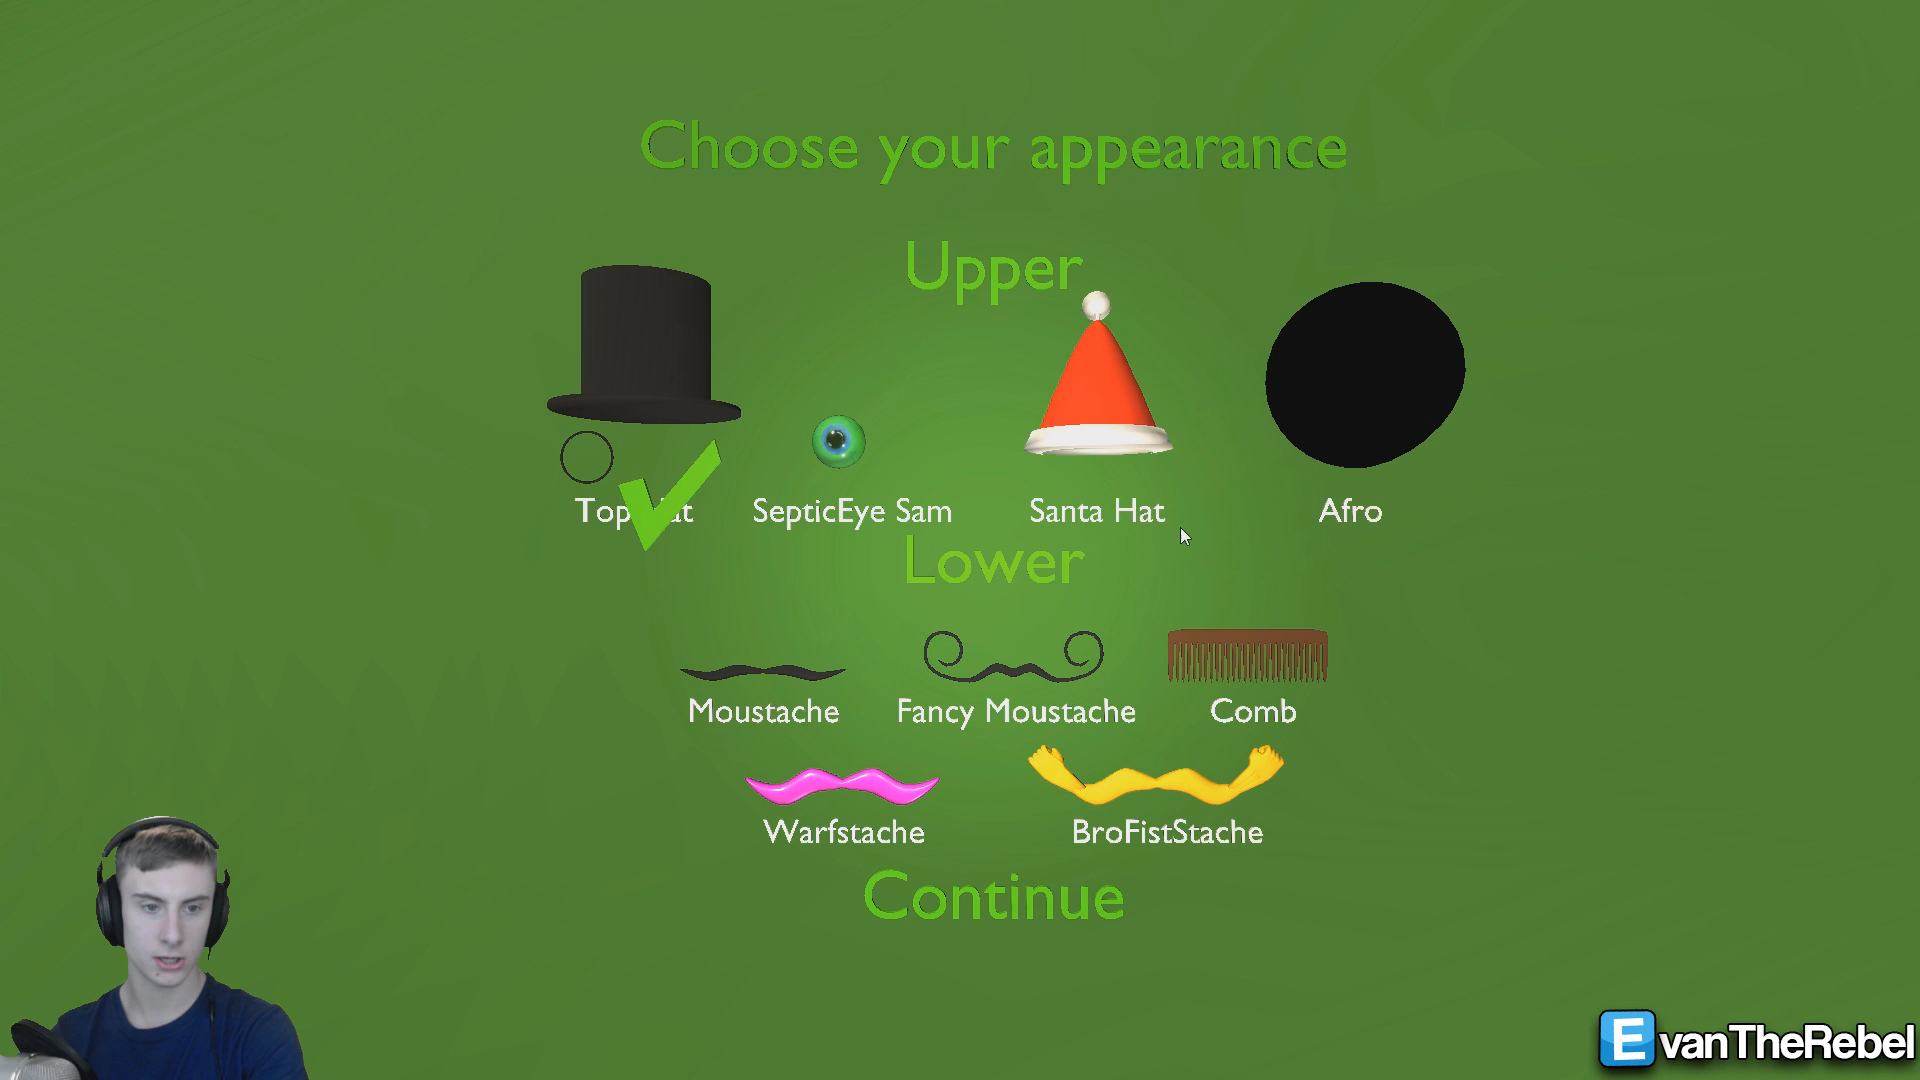 Choose your appearance
Upper
Top Hat SepticEye Sam Santa Hat Afro
Lower
Moustache Fancy Moustache Comb
Warfstache BroFistStache
Continue
EvanTheRebel